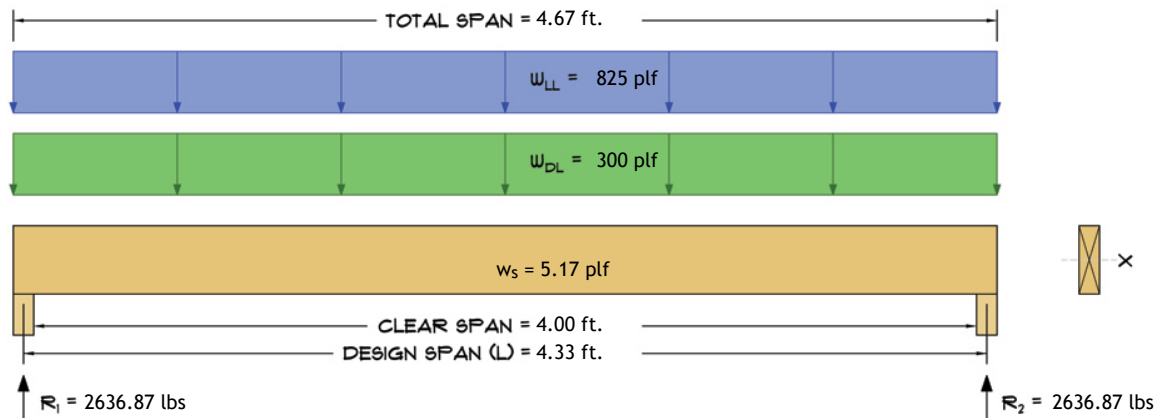 TOTAL SPAN = 4.67 ft.
wLL = 825 plf
wDL = 300 plf
ws = 5.17 plf
X
CLEAR SPAN = 4.00 ft.
DESIGN SPAN (L) = 4.33 ft.
R1 = 2636.87 lbs
R2 = 2636.87 lbs